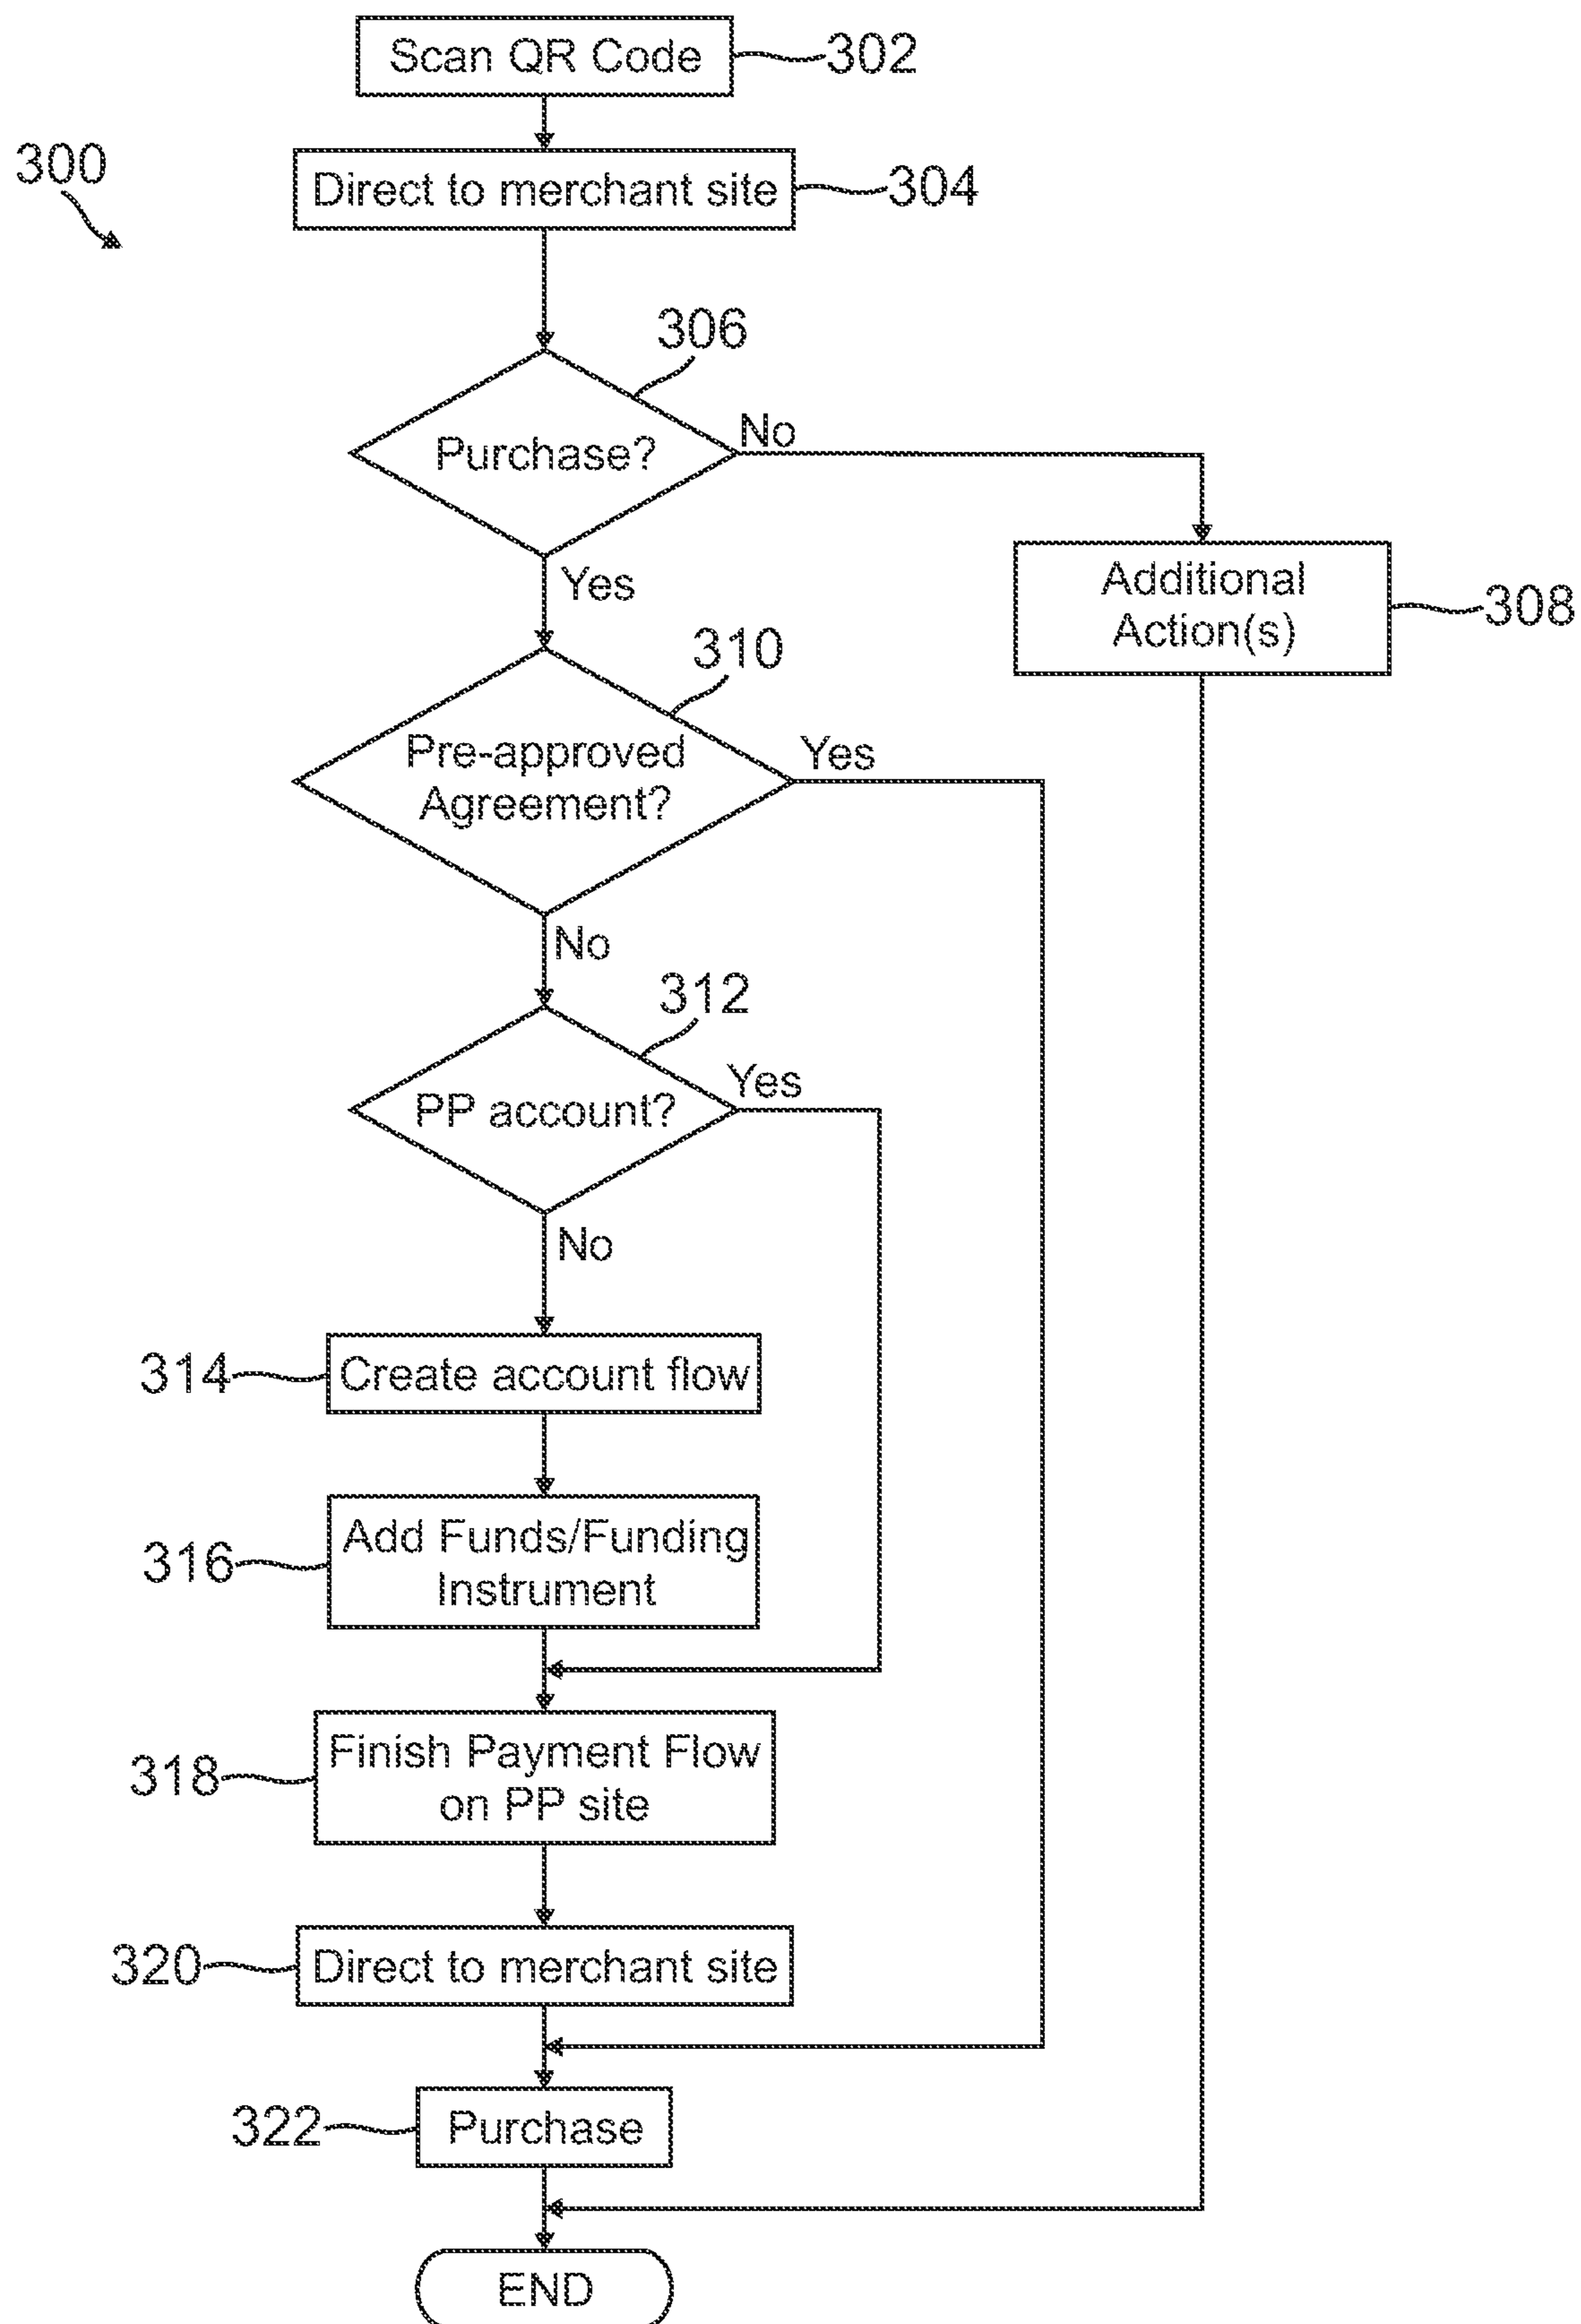 Scan QR Code
302
300
Direct to merchant site
304
306
Purchase?
No
Yes
Additional
Action(s)
308
310
Pre-approved
Agreement?
Yes
No
312
PP account?
Yes
No
314
Create account flow
316
Add Funds/Funding
Instrument
318
Finish Payment Flow
on PP site
320
Direct to merchant site
322
Purchase
END